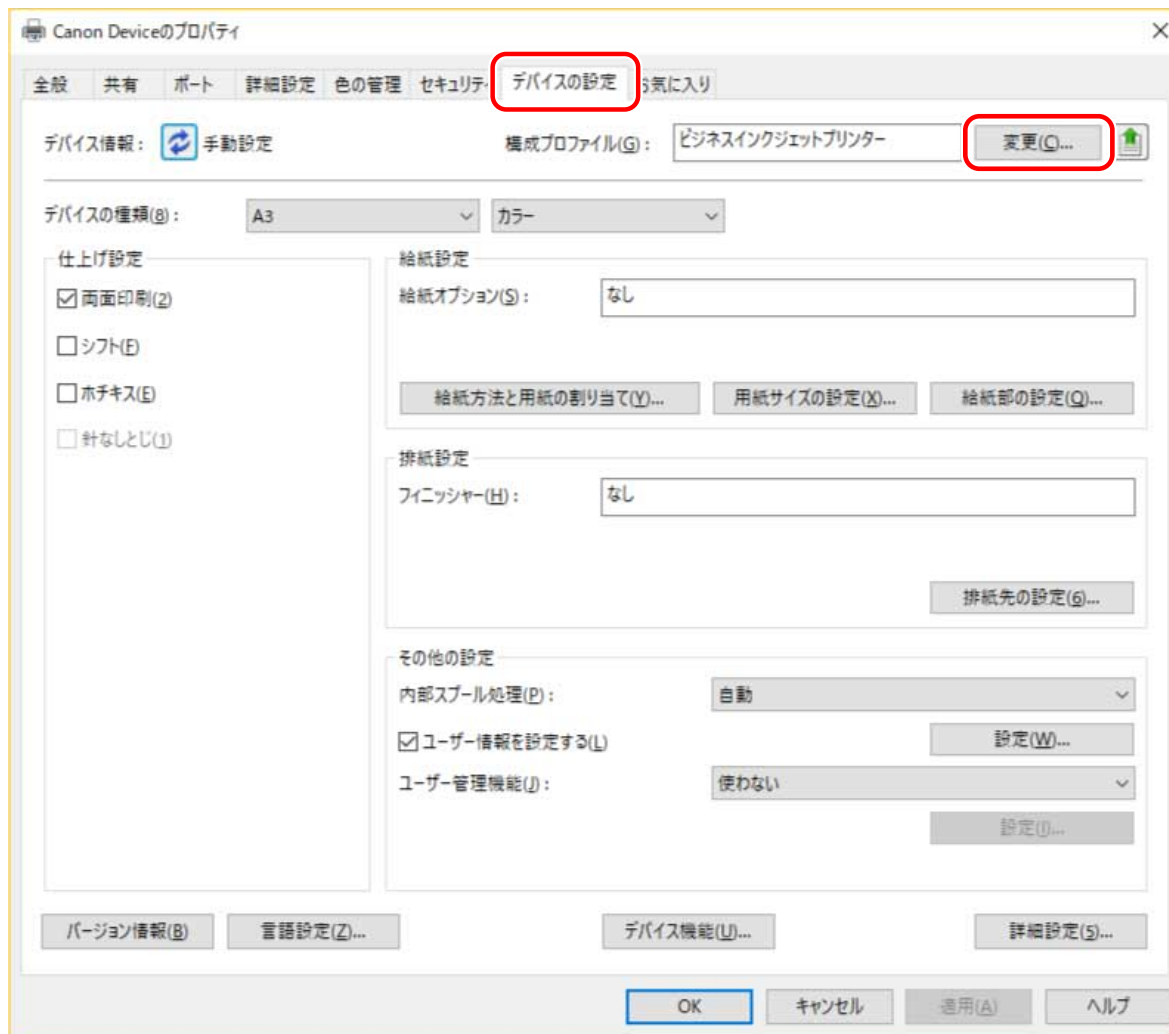 Canon Deviceのプロパティ
全般 共有 ポート 詳細設定 色の管理 セキュリティ デバイスの設定 お気に入り
デバイス情報： 手動設定 構成プロファイル(G)： ビジネスインクジェットプリンター 変更(C)...
デバイスの種類(8)： A3 カラー
仕上げ設定
両面印刷(2)
シフト(F)
ホチキス(E)
針なしとじ(1)
給紙設定
給紙オプション(S)： なし
給紙方法と用紙の割り当て(Y)... 用紙サイズの設定(X)... 給紙部の設定(Q)...
排紙設定
フィニッシャー(H)： なし
排紙先の設定(6)...
その他の設定
内部スプール処理(P)： 自動
ユーザー情報を設定する(L) 設定(W)...
ユーザー管理機能(J)： 使わない
設定(I)...
バージョン情報(B) 言語設定(Z)... デバイス機能(U)... 詳細設定(5)...
OK キャンセル 適用(A) ヘルプ